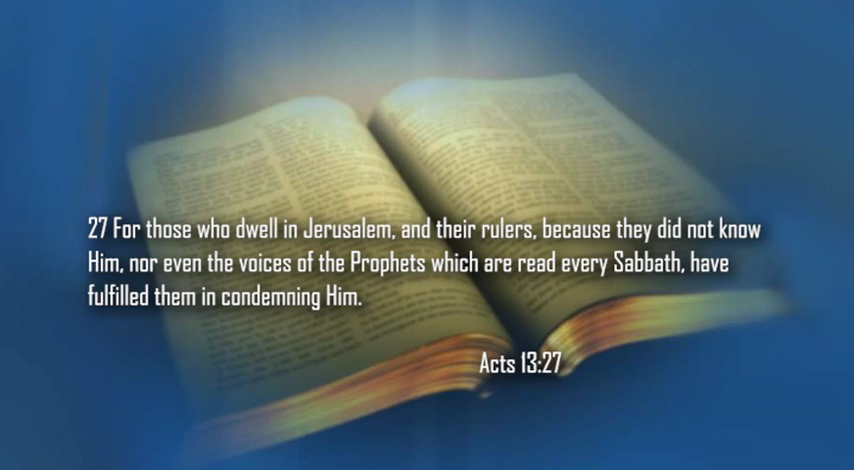 27 For those who dwell in Jerusalem, and their rulers, because they did not know
Him, nor even the voices of the Prophets which are read every Sabbath, have
fulfilled them in condemning Him.
Acts 13:27